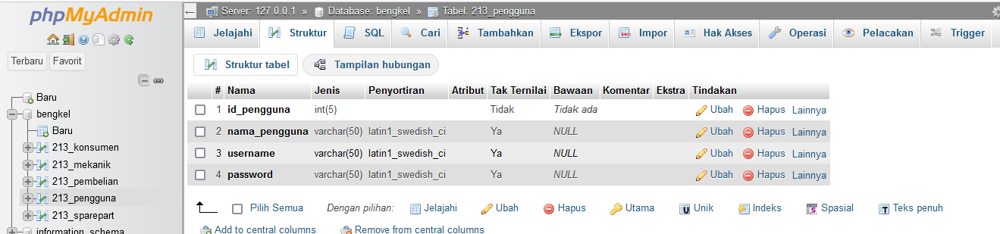 phpMyAdmin
Terbaru Favorit
Baru
bengkel
Baru
213_konsumen
213_mekanik
213_pembelian
213_pengguna
213_sparepart
information_schema
Server: 127.0.0.1 » Database: bengkel » Tabel: 213_pengguna
Jelajahi Struktur SQL Cari Tambahkan Ekspor Impor Hak Akses Operasi Pelacakan Trigger
Struktur tabel Tampilan hubungan
# Nama Jenis Penyortiran Atribut Tak Ternilai Bawaan Komentar Ekstra Tindakan
1 id_pengguna int(5) Tidak Tidak ada Ubah Hapus Lainnya
2 nama_pengguna varchar(50) latin1_swedish_ci Ya NULL Ubah Hapus Lainnya
3 username varchar(50) latin1_swedish_ci Ya NULL Ubah Hapus Lainnya
4 password varchar(50) latin1_swedish_ci Ya NULL Ubah Hapus Lainnya
Pilih Semua Dengan pilihan: Jelajahi Ubah Hapus Utama Unik Indeks Spasial Teks penuh
Add to central columns Remove from central columns